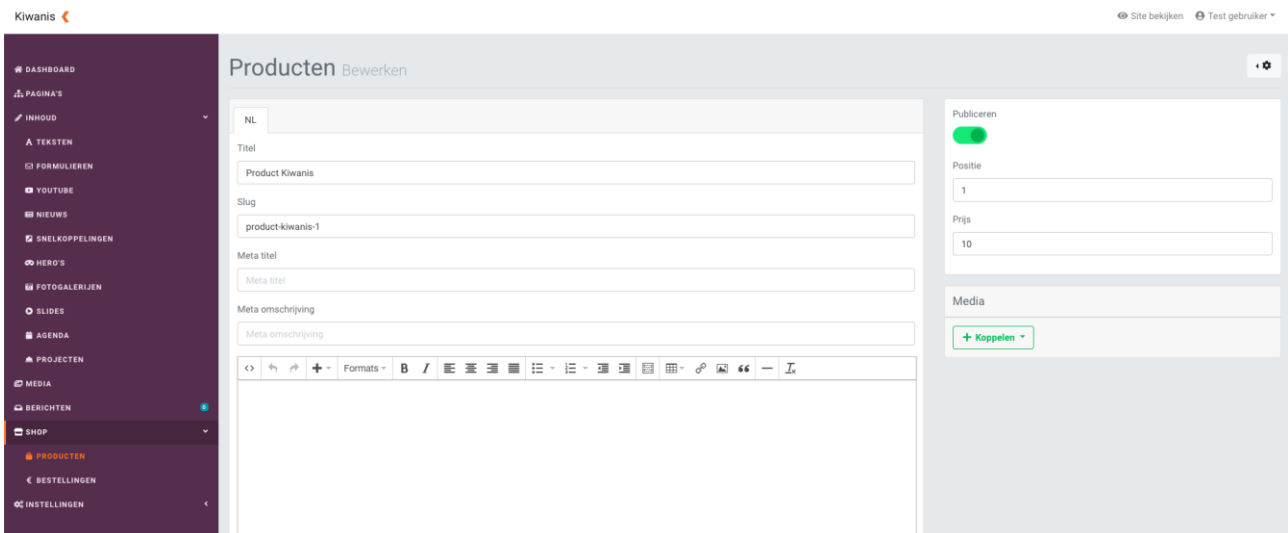 Kiwanis
Site bekijken Test gebruiker
DASHBOARD
PAGINA'S
INHOUD
TEKSTEN
FORMULIEREN
YOUTUBE
NIEUWS
SNELKOPPELINGEN
HERO'S
FOTOGALERIJEN
SLIDES
AGENDA
PROJECTEN
MEDIA
BERICHTEN 0
SHOP
PRODUCTEN
€ BESTELLINGEN
INSTELLINGEN
Producten Bewerken
NL
Titel
Product Kiwanis
Slug
product-kiwanis-1
Meta titel
Meta titel
Meta omschrijving
Meta omschrijving
Formats B I
Publiceren
Positie
1
Prijs
10
Media
+ Koppelen